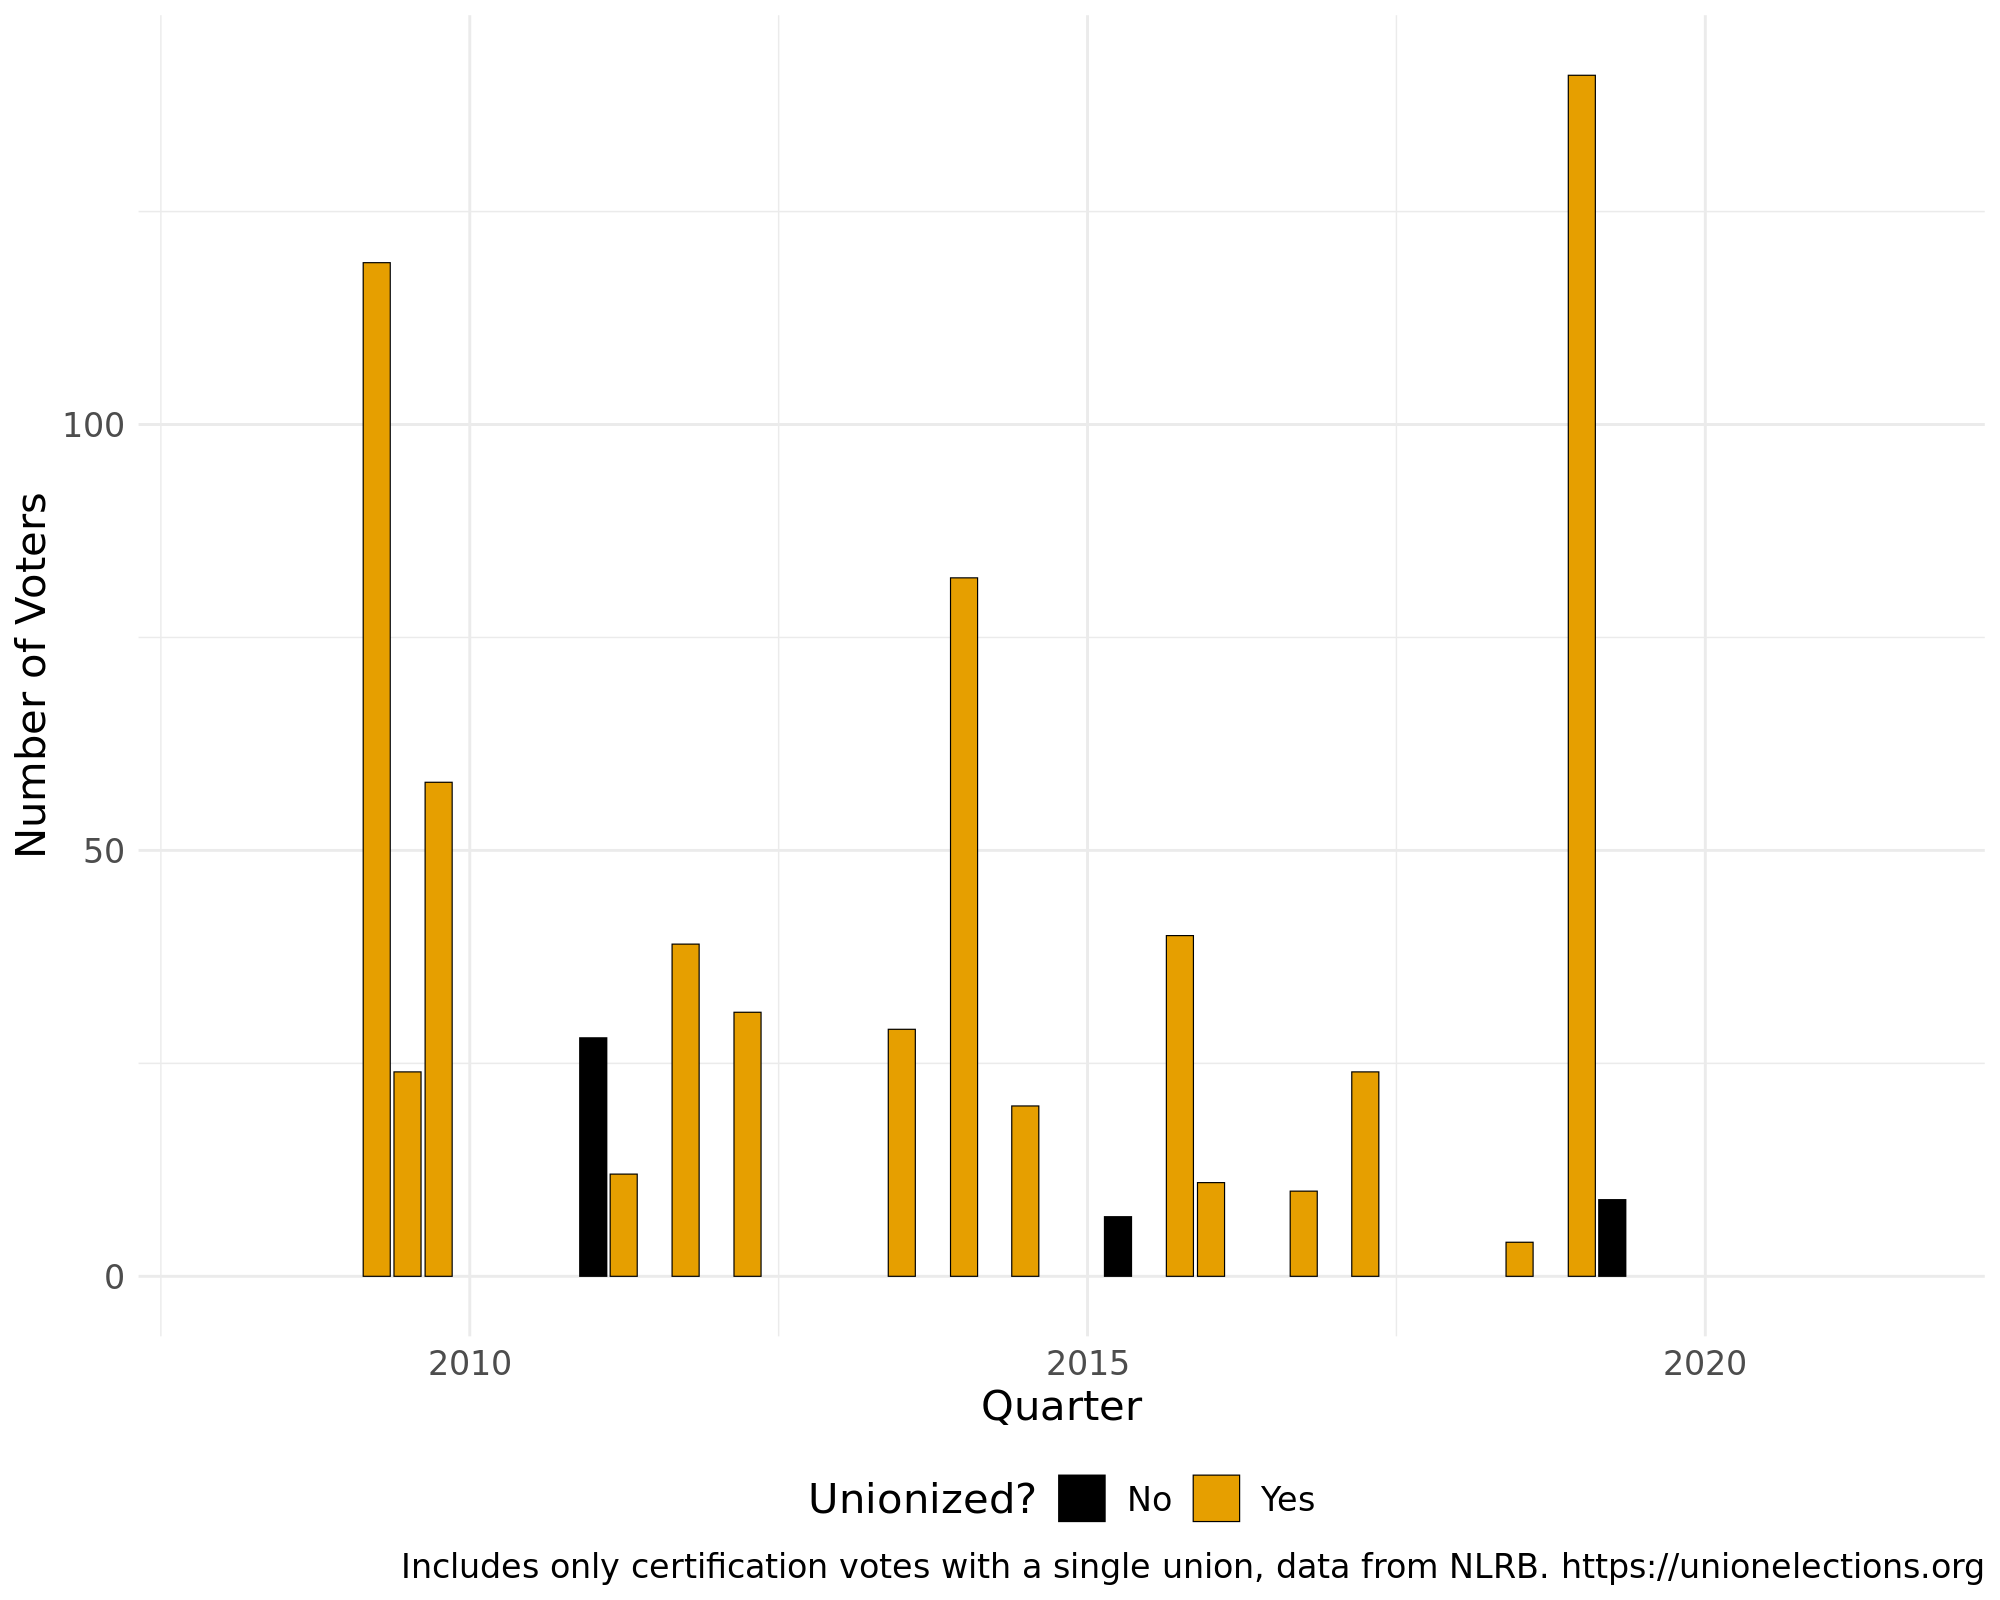 Number of Voters
100
50
0
2010 2015 2020
Quarter
Unionized? No Yes
Includes only certification votes with a single union, data from NLRB. https://unionelections.org